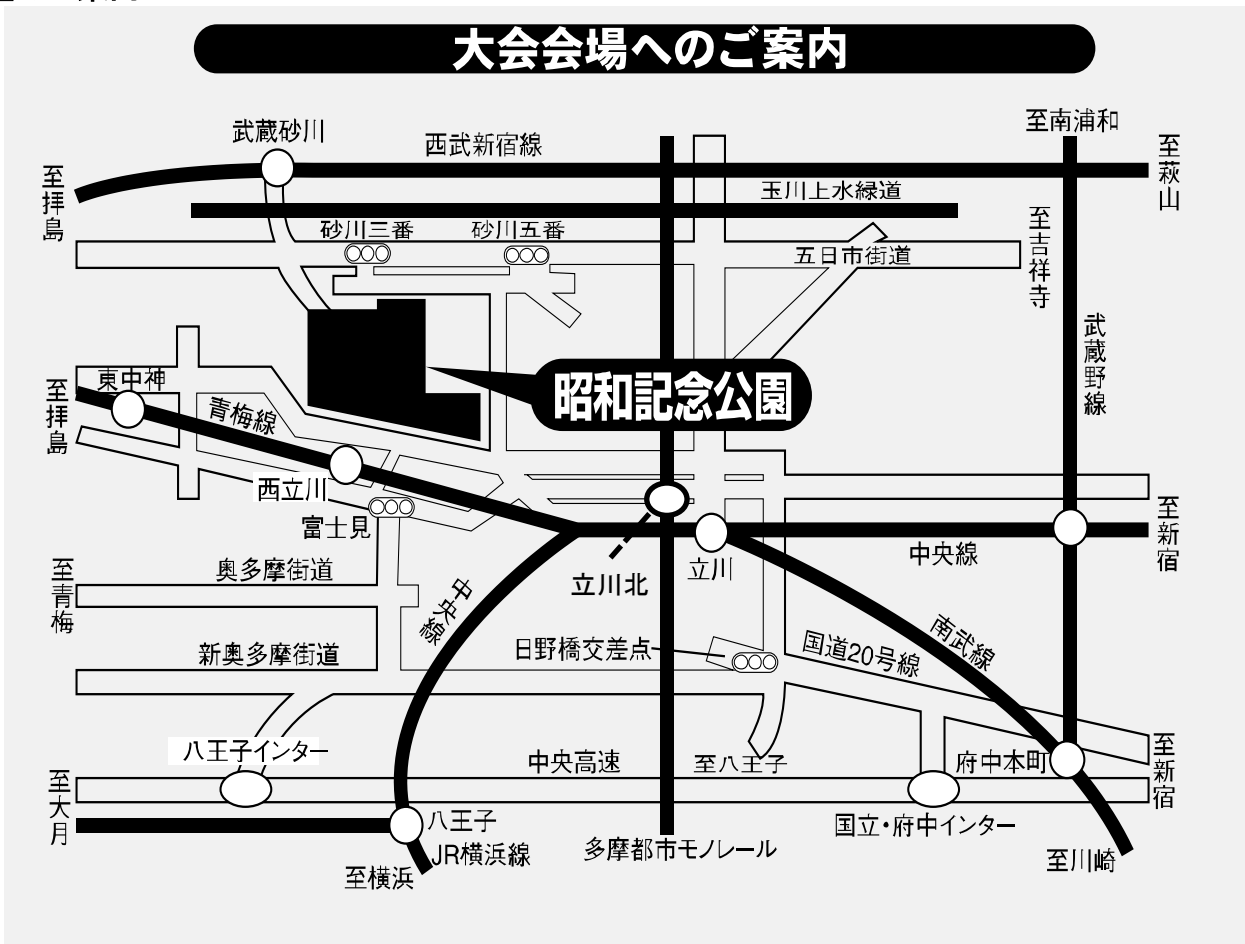 大会会場へのご案内
至南浦和
武蔵砂川
西武新宿線
至萩山
至拝島
玉川上水緑道
砂川三番
砂川五番
五日市街道
至吉祥寺
武蔵野線
東中神
至拝島
青梅線
昭和記念公園
西立川
富士見
至新宿
中央線
立川北
立川
奥多摩街道
至青梅
中央線
日野橋交差点
国道20号線
南武線
新奥多摩街道
八王子インター
中央高速
至八王子
府中本町
至新宿
至大月
八王子
JR横浜線
至横浜
多摩都市モノレール
国立・府中インター
至川崎